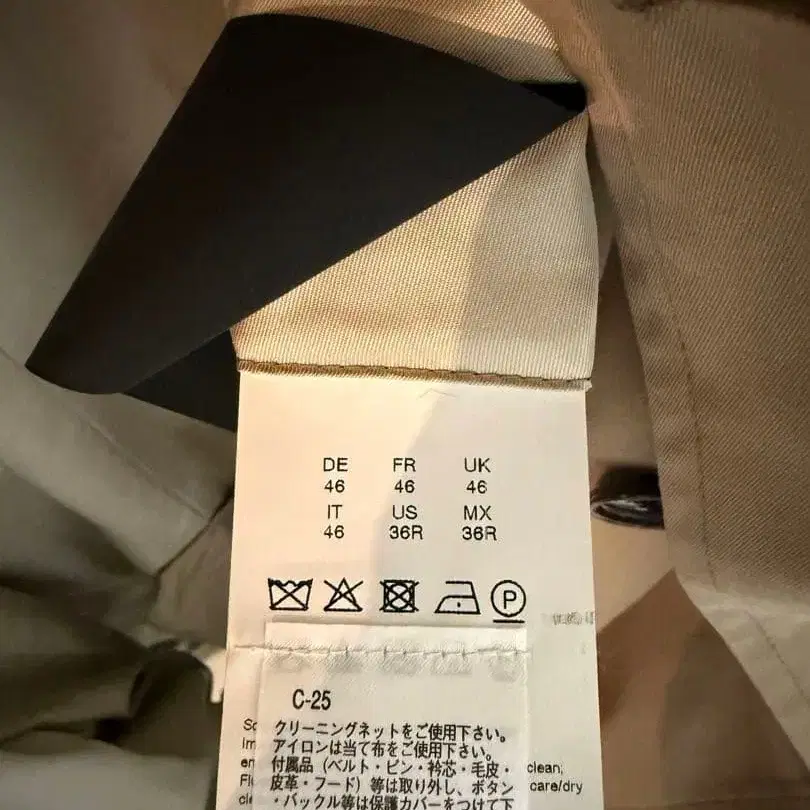 DE FR UK
46 46 46
IT US MX
46 36R 36R
P
C-25
クリーニングネットをご使用下さい。
アイロンは当て布をご使用下さい。
付属品(ベルト・ピン・衿芯・毛皮・
皮革・フード)等は取り外し、ボタン
・バックル等は保護カバーをつけて下
clean;
care/dry